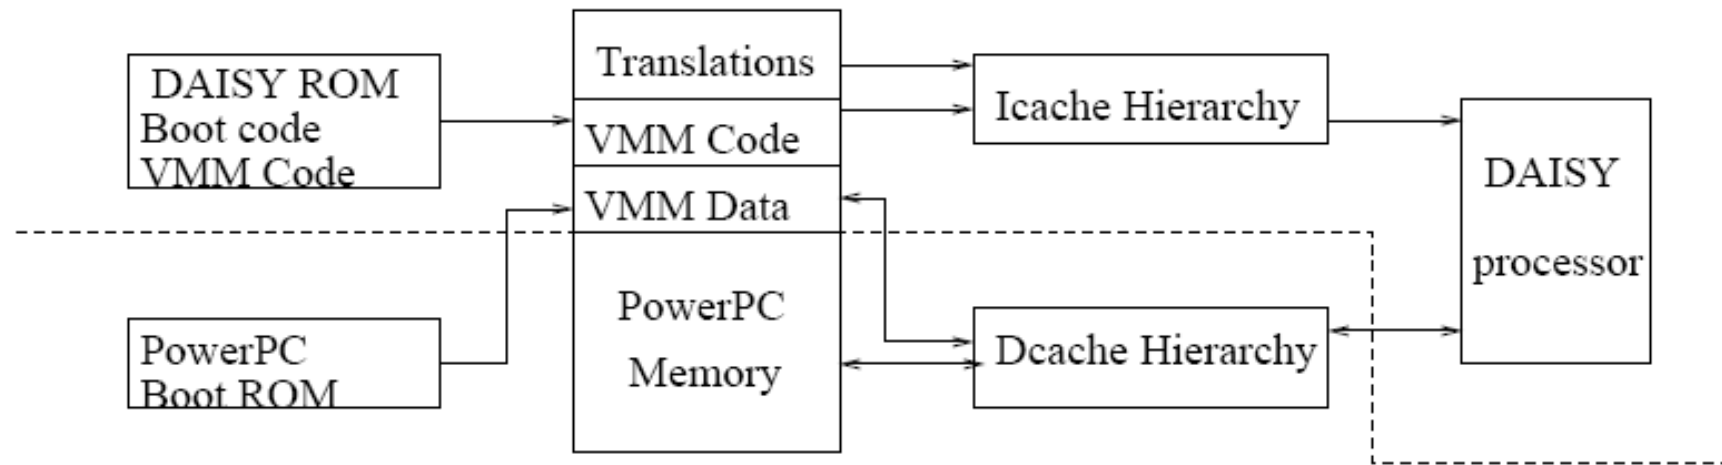 DAISY ROM
Boot code
VMM Code
PowerPC
Boot ROM
Translations
VMM Code
VMM Data
PowerPC
Memory
Icache Hierarchy
Dcache Hierarchy
DAISY
processor